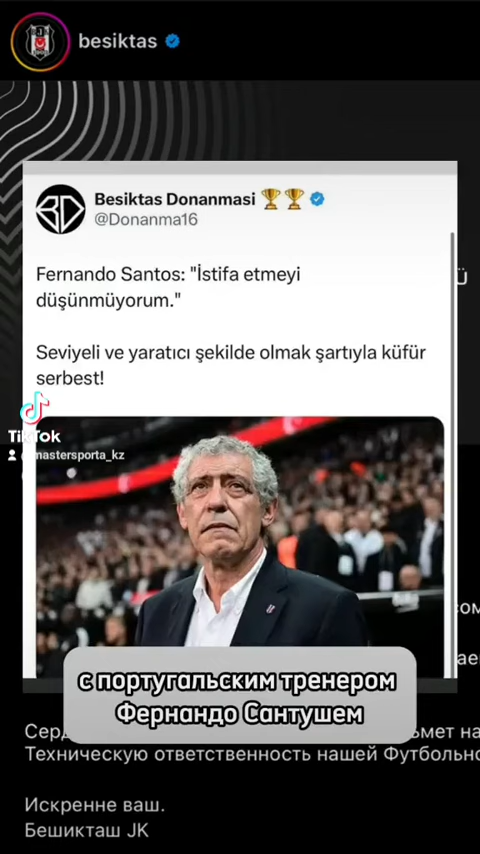 besiktas
Besiktas Donanmasi
@Donanma16
Fernando Santos: "İstifa etmeyi
düşünmüyorum."
Seviyeli ve yaratıcı şekilde olmak şartıyla küfür
serbest!
TikTok
@mastersporta_kz
с португальским тренером
Фернандо Сантушем
Техническую ответственность нашей Футбольно
Искренне ваш.
Бешикташ JK